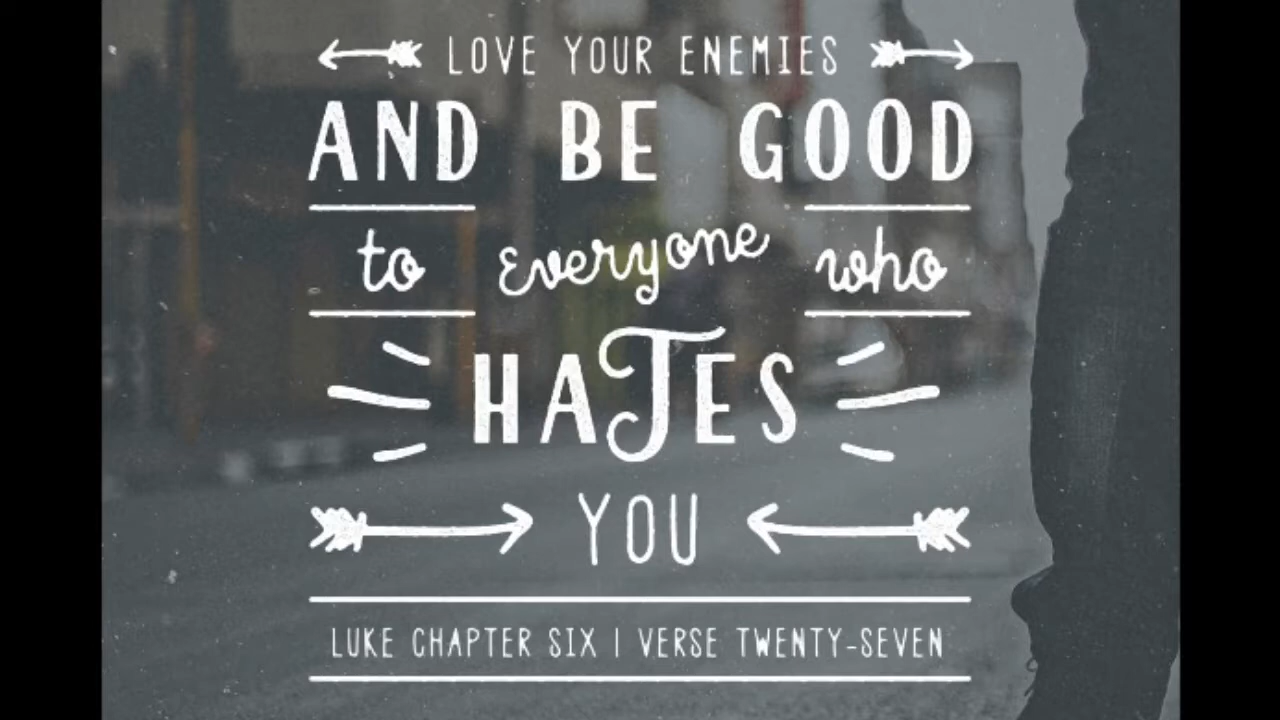 LOVE YOUR ENEMIES
AND BE GOOD
to Everyone who
HATES
YOU
LUKE CHAPTER SIX | VERSE TWENTY-SEVEN